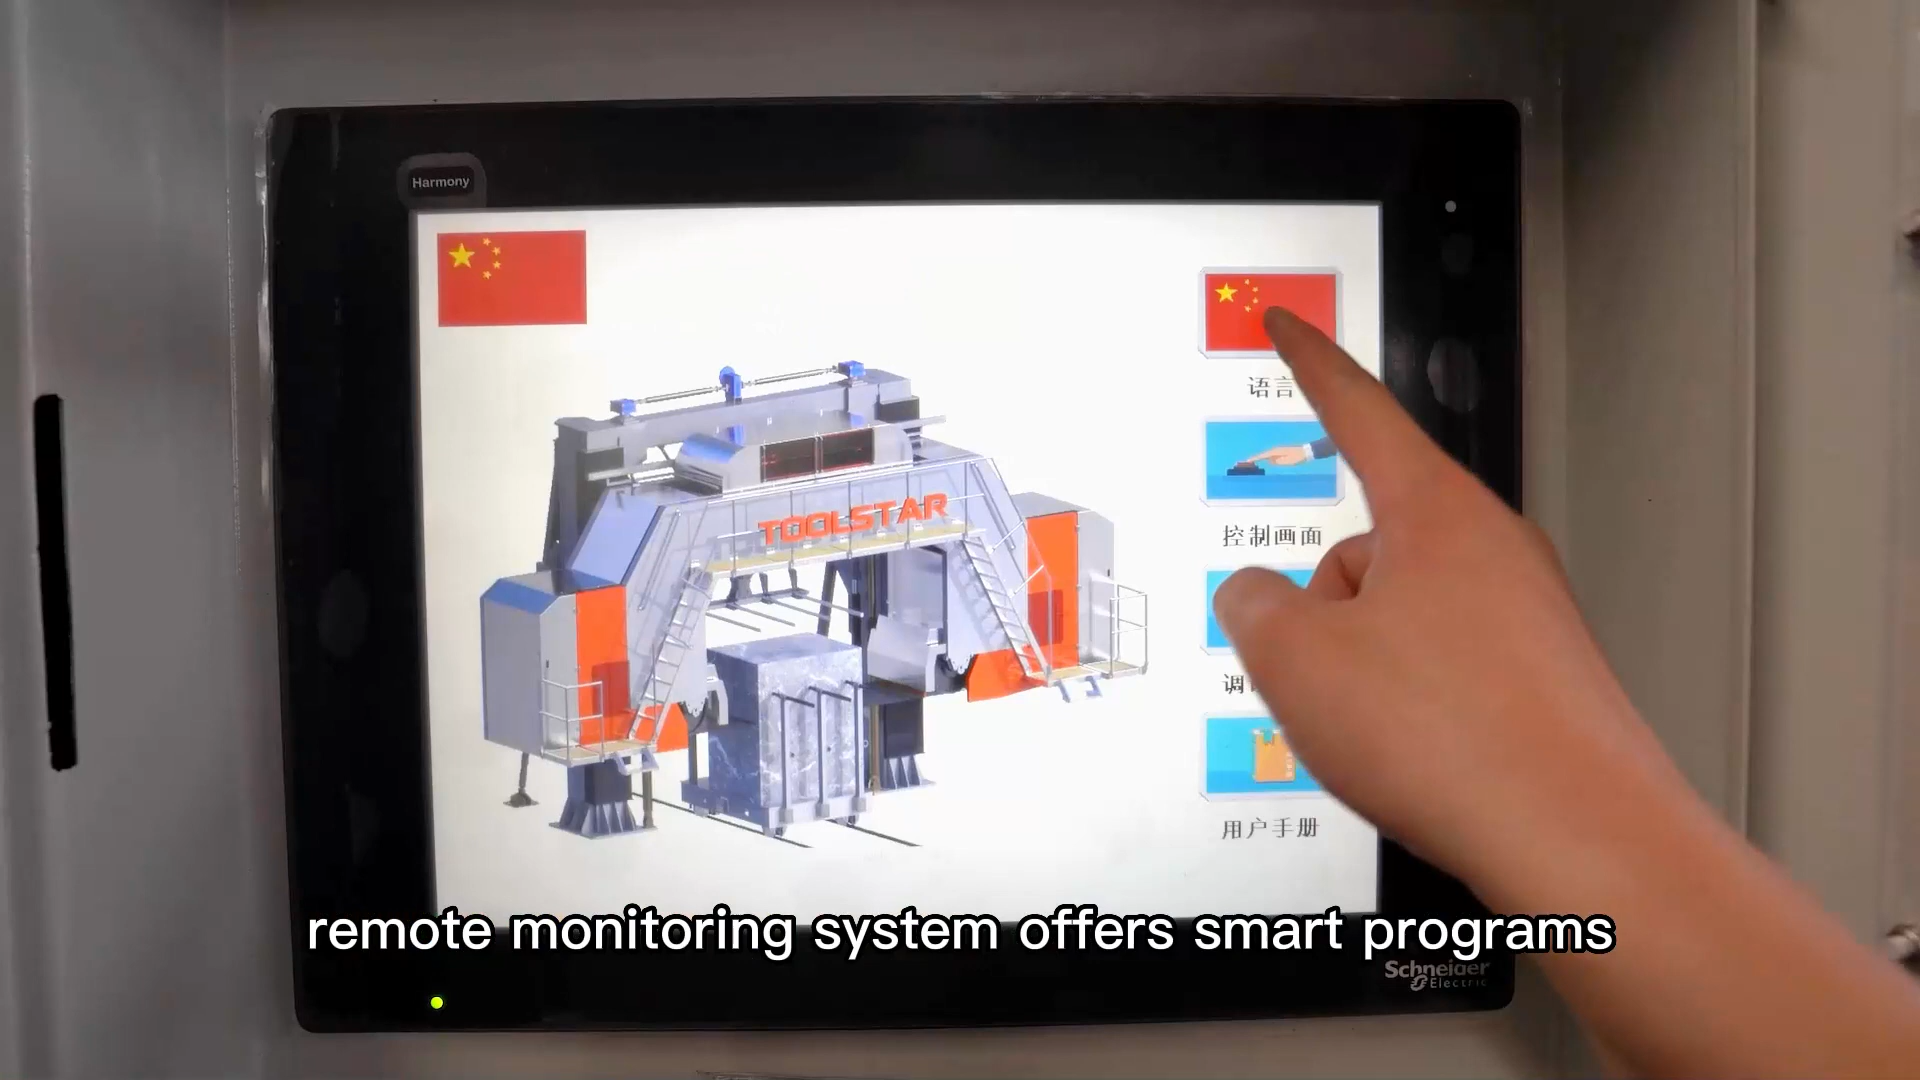 Harmony
语言
TOOLSTAR
控制画面
调
用户手册
remote monitoring system offers smart programs
Schneider
Electric